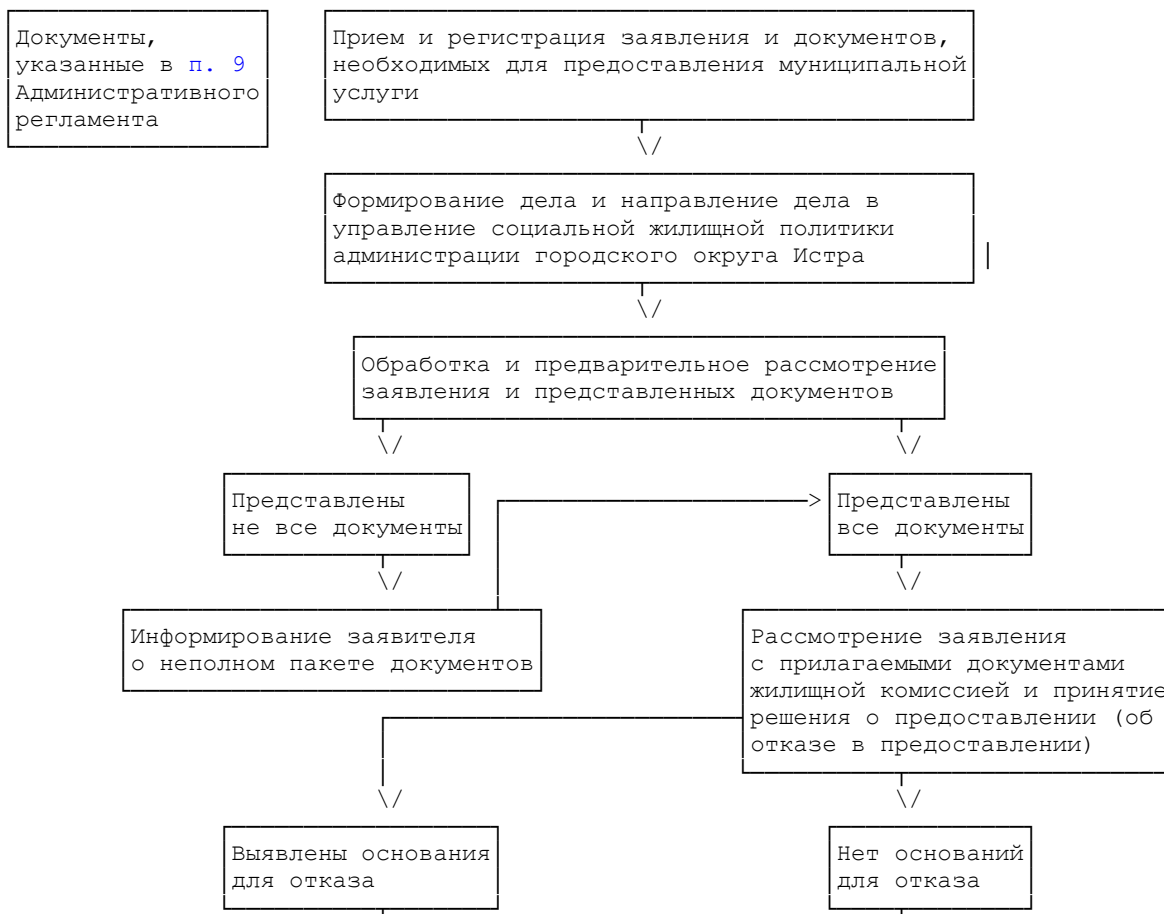 Документы,
указанные в п. 9
Административного
регламента
Прием и регистрация заявления и документов,
необходимых для предоставления муниципальной
услуги
Формирование дела и направление дела в
управление социальной жилищной политики
администрации городского округа Истра
Обработка и предварительное рассмотрение
заявления и представленных документов
Представлены
не все документы
Представлены
все документы
Информирование заявителя
о неполном пакете документов
Рассмотрение заявления
с прилагаемыми документами
жилищной комиссией и принятие
решения о предоставлении (об
отказе в предоставлении)
Выявлены основания
для отказа
Нет оснований
для отказа